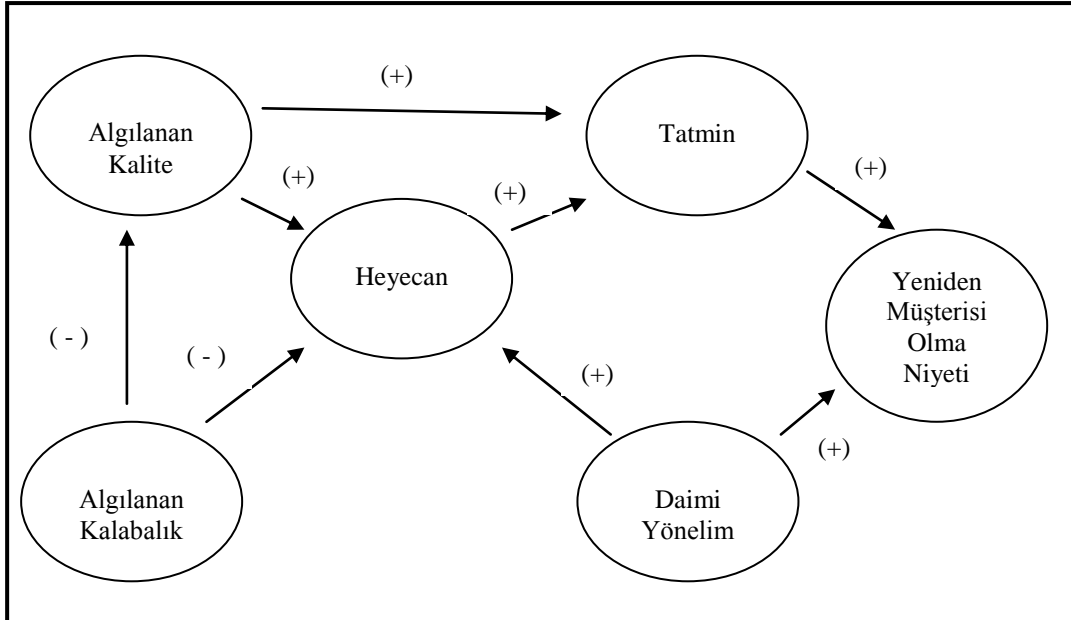 (+)
Algılanan
Kalite
Tatmin
(+)
(+)
(+)
Heyecan
Yeniden
Müşterisi
Olma
Niyeti
( - )
( - )
(+)
(+)
Algılanan
Kalabalık
Daimi
Yönelim